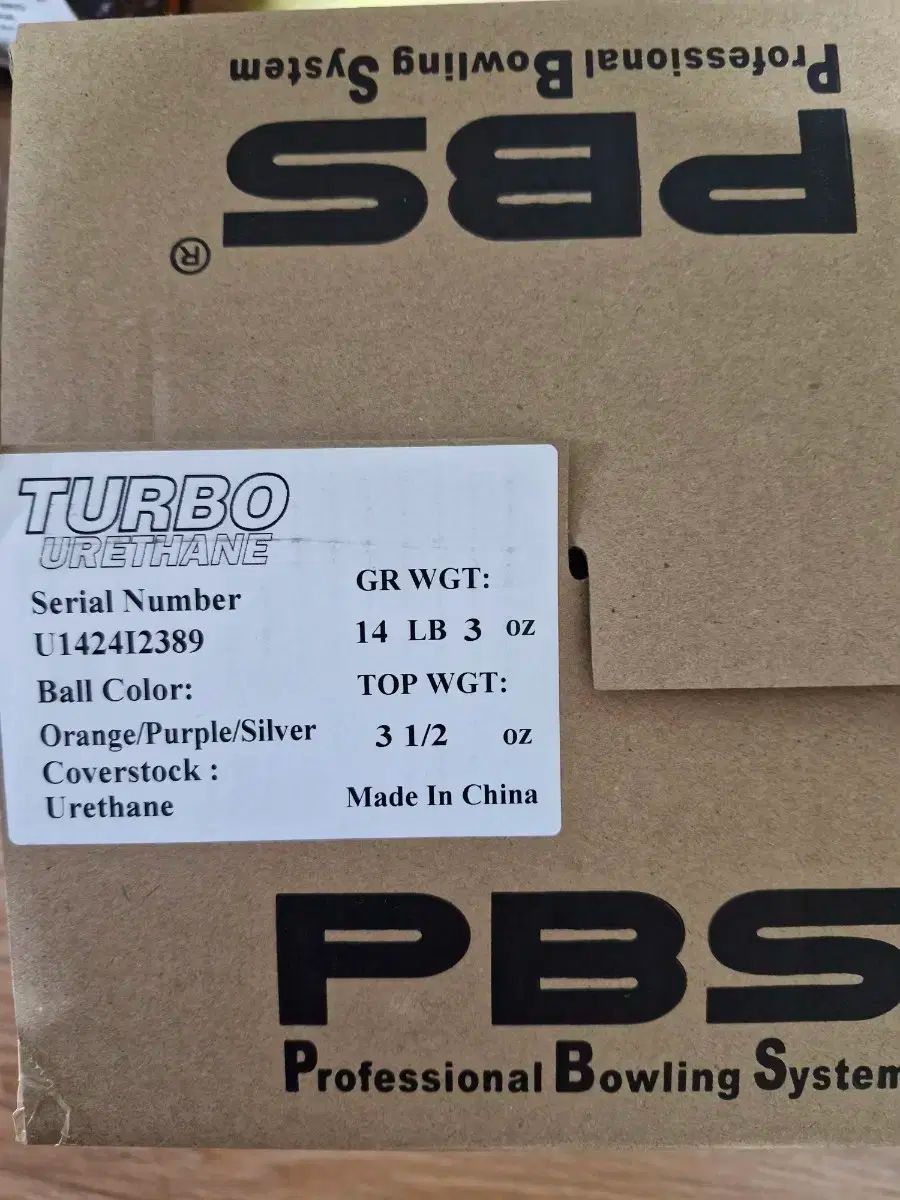 Professional Bowling System
PBS
®
TURBO
URETHANE
Serial Number
U1424I2389
Ball Color:
Orange/Purple/Silver
Coverstock :
Urethane
GR WGT:
14 LB 3 oz
TOP WGT:
3 1/2 oz
Made In China
PBS
Professional Bowling System